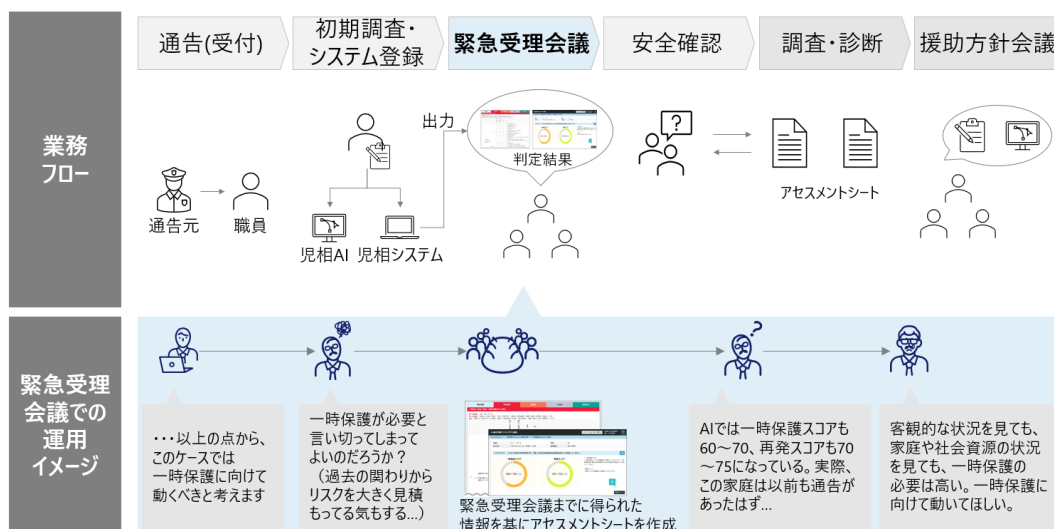 通告(受付)
初期調査・
システム登録
緊急受理会議
安全確認
調査・診断
援助方針会議
業務
フロー
出力
判定結果
?
通告元
職員
児相AI
児相システム
アセスメントシート
緊急受理
会議での
運用
イメージ
・・・以上の点から、
このケースでは
一時保護に向けて
動くべきと考えます
一時保護が必要と
言い切ってしまって
よいのだろうか?
(過去の関わりから
リスクを大きく見積
もってる気もする...)
緊急受理会議までに得られた
情報を基にアセスメントシートを作成
AIでは一時保護スコアも
60~70、再発スコアも70
~75になっている。実際、
この家庭は以前も通告が
あったはず...
客観的な状況を見ても、
家庭や社会資源の状況
を見ても、一時保護の
必要は高い。一時保護に
向けて動いてほしい。